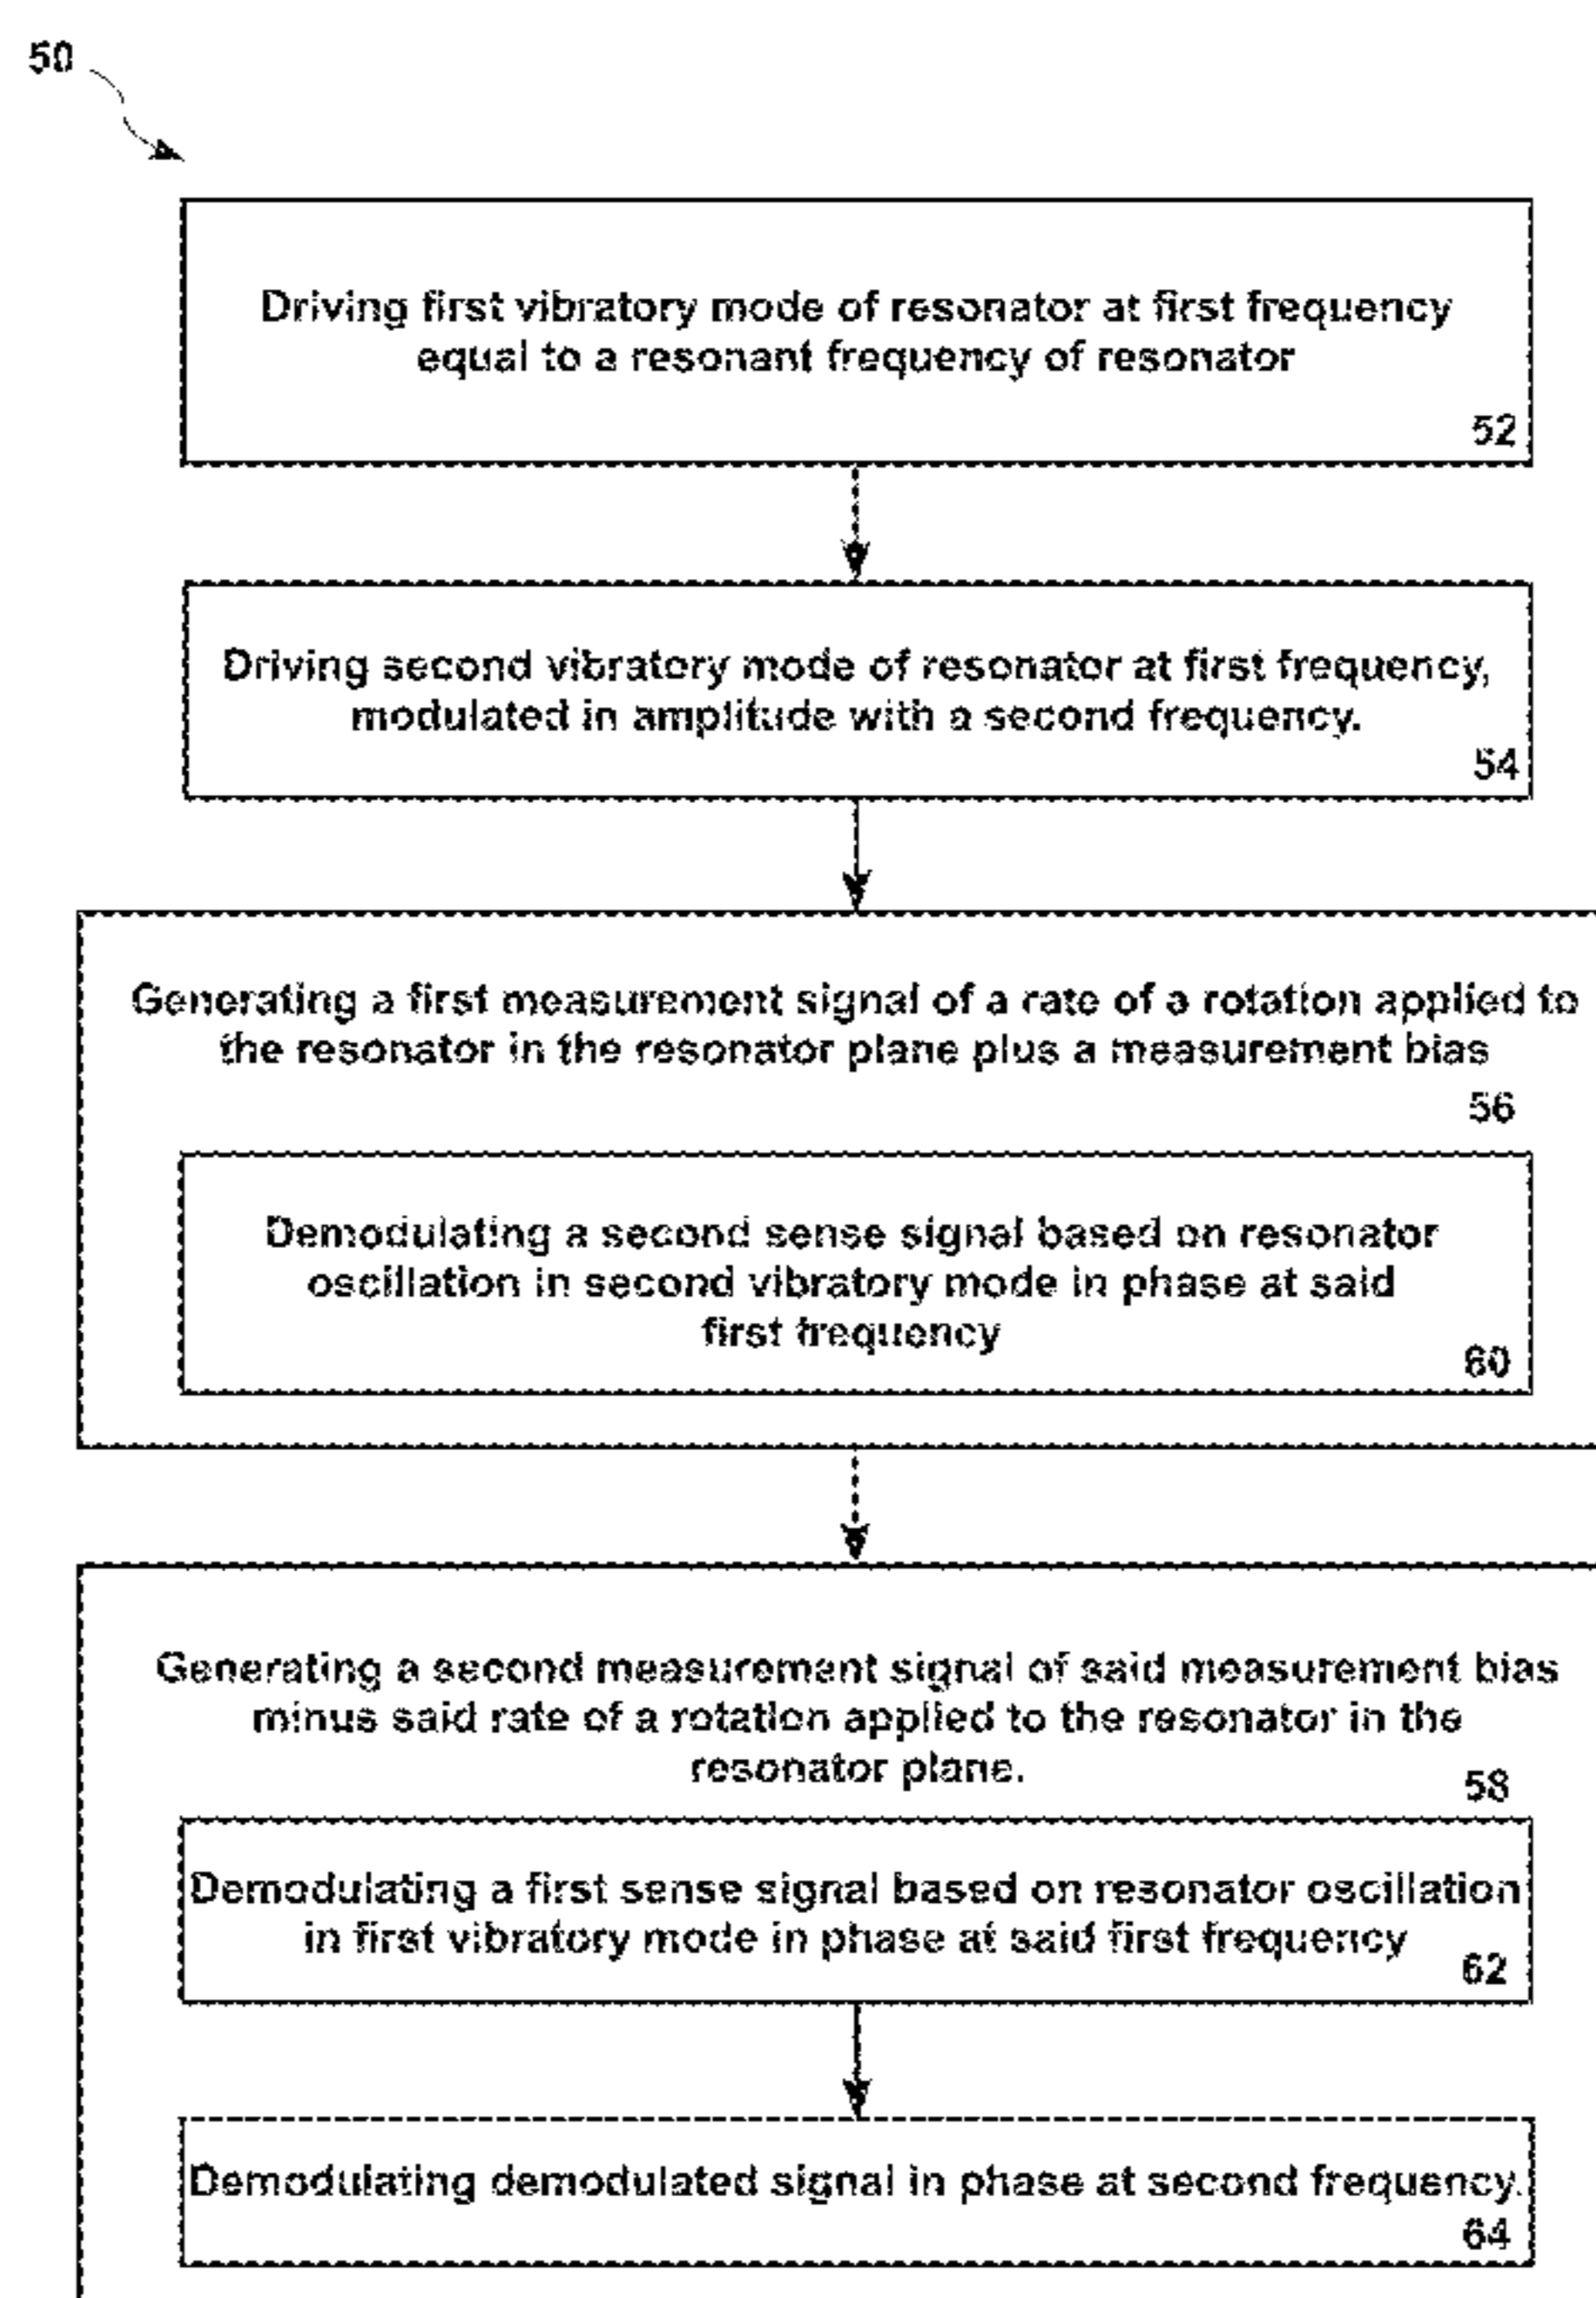 50
Driving first vibratory mode of resonator at first frequency
equal to a resonant frequency of resonator
52
Driving second vibratory mode of resonator at first frequency,
modulated in amplitude with a second frequency.
54
Generating a first measurement signal of a rate of a rotation applied to
the resonator in the resonator plane plus a measurement bias
56
Demodulating a second sense signal based on resonator
oscillation in second vibratory mode in phase at said
first frequency
60
Generating a second measurement signal of said measurement bias
minus said rate of a rotation applied to the resonator in the
resonator plane.
58
Demodulating a first sense signal based on resonator oscillation
in first vibratory mode in phase at said first frequency
62
Demodulating demodulated signal in phase at second frequency.
64